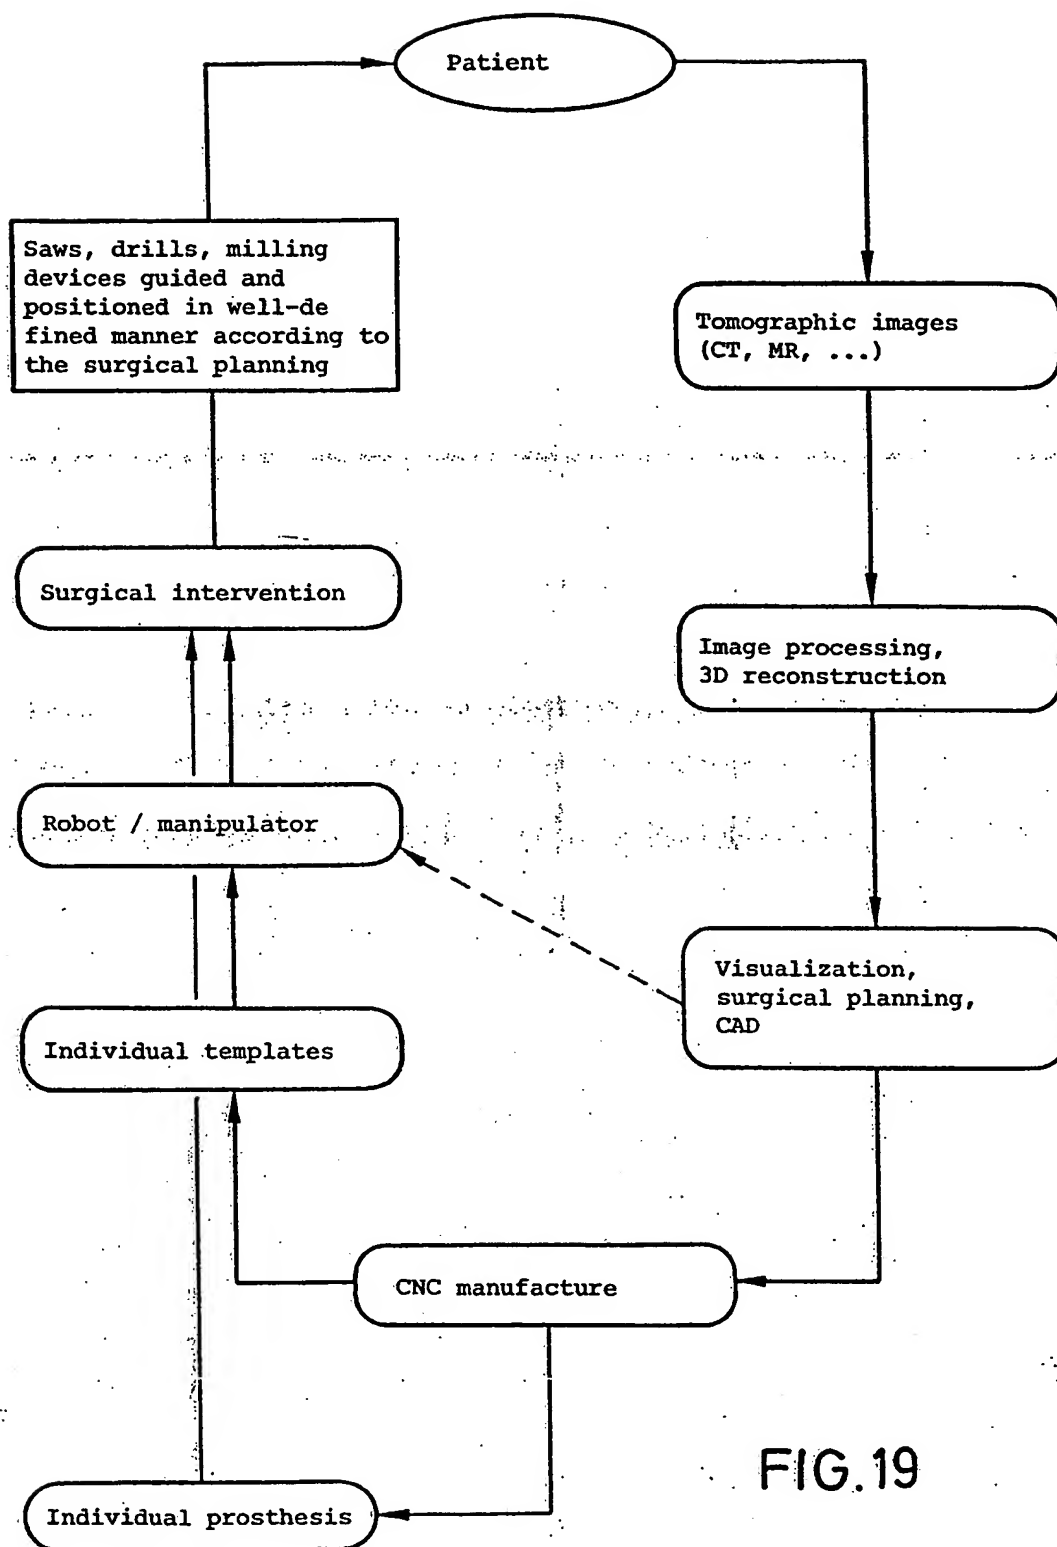 Patient
Saws, drills, milling
devices guided and
positioned in well-de
fined manner according to
the surgical planning
Tomographic images
(CT, MR, ...)
Surgical intervention
Image processing,
3D reconstruction
Robot / manipulator
Visualization,
surgical planning,
CAD
Individual templates
CNC manufacture
Individual prosthesis
FIG.19